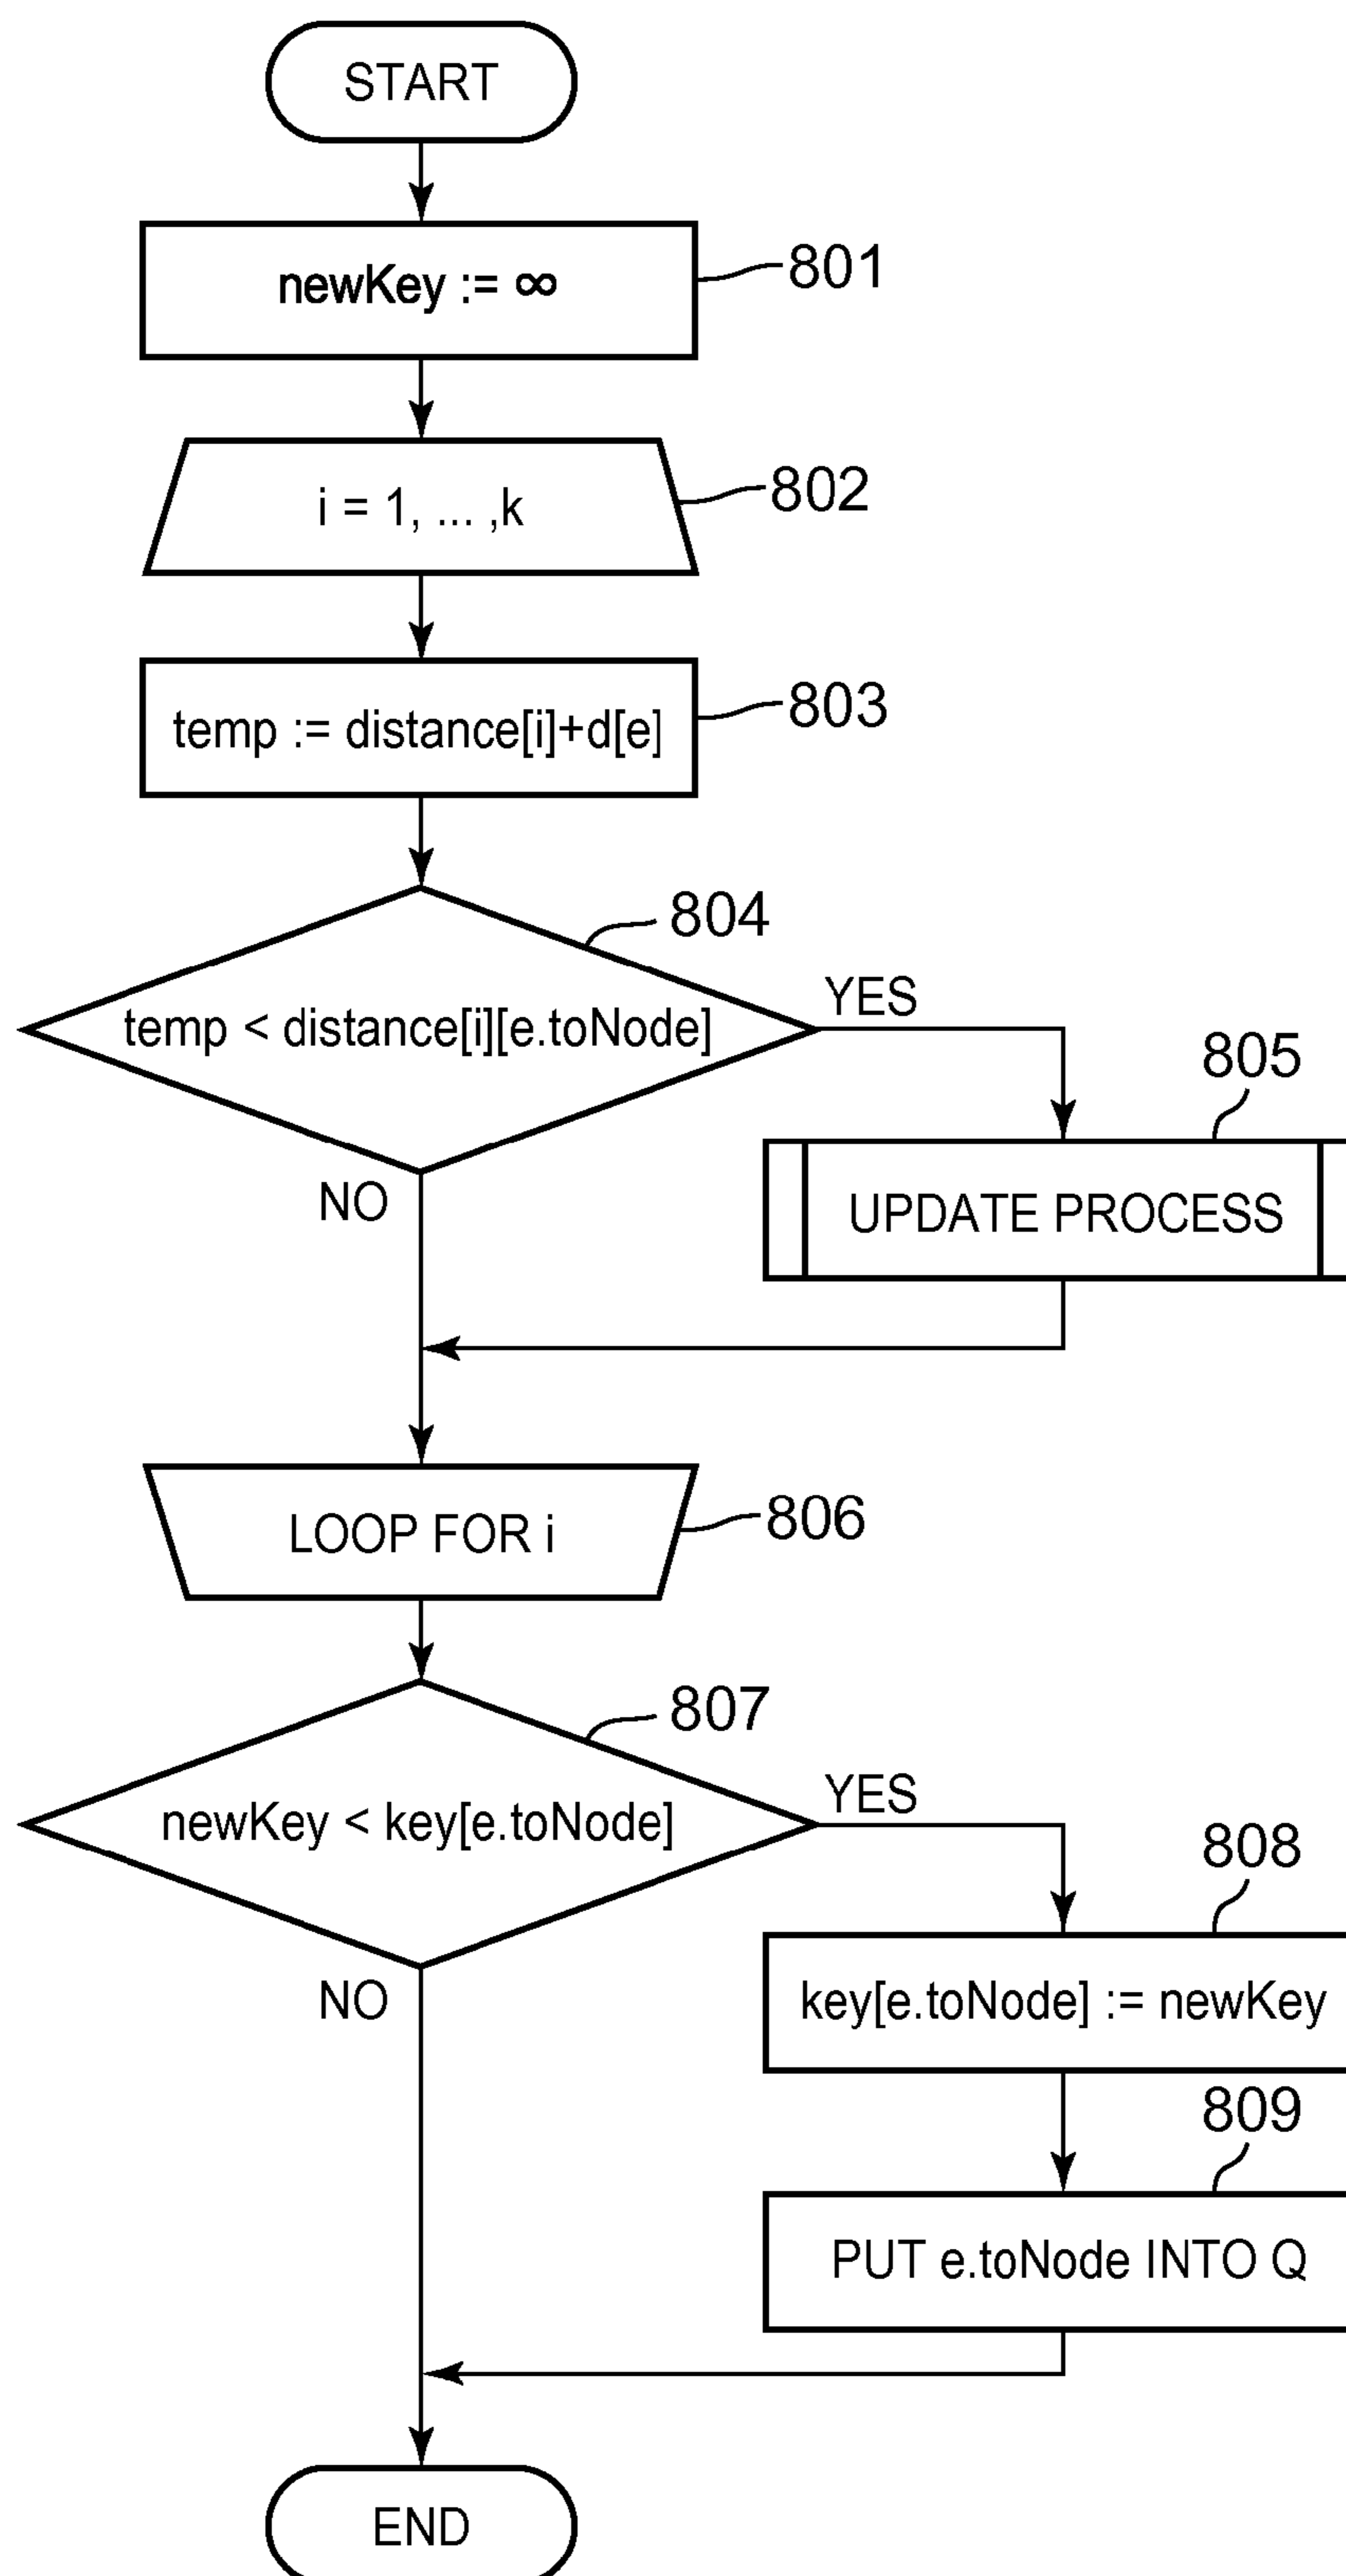 START
newKey := ∞
801
i = 1, ... ,k
802
temp := distance[i]+d[e]
803
804
temp < distance[i][e.toNode]
YES
805
UPDATE PROCESS
NO
LOOP FOR i
806
807
newKey < key[e.toNode]
YES
808
key[e.toNode] := newKey
NO
809
PUT e.toNode INTO Q
END